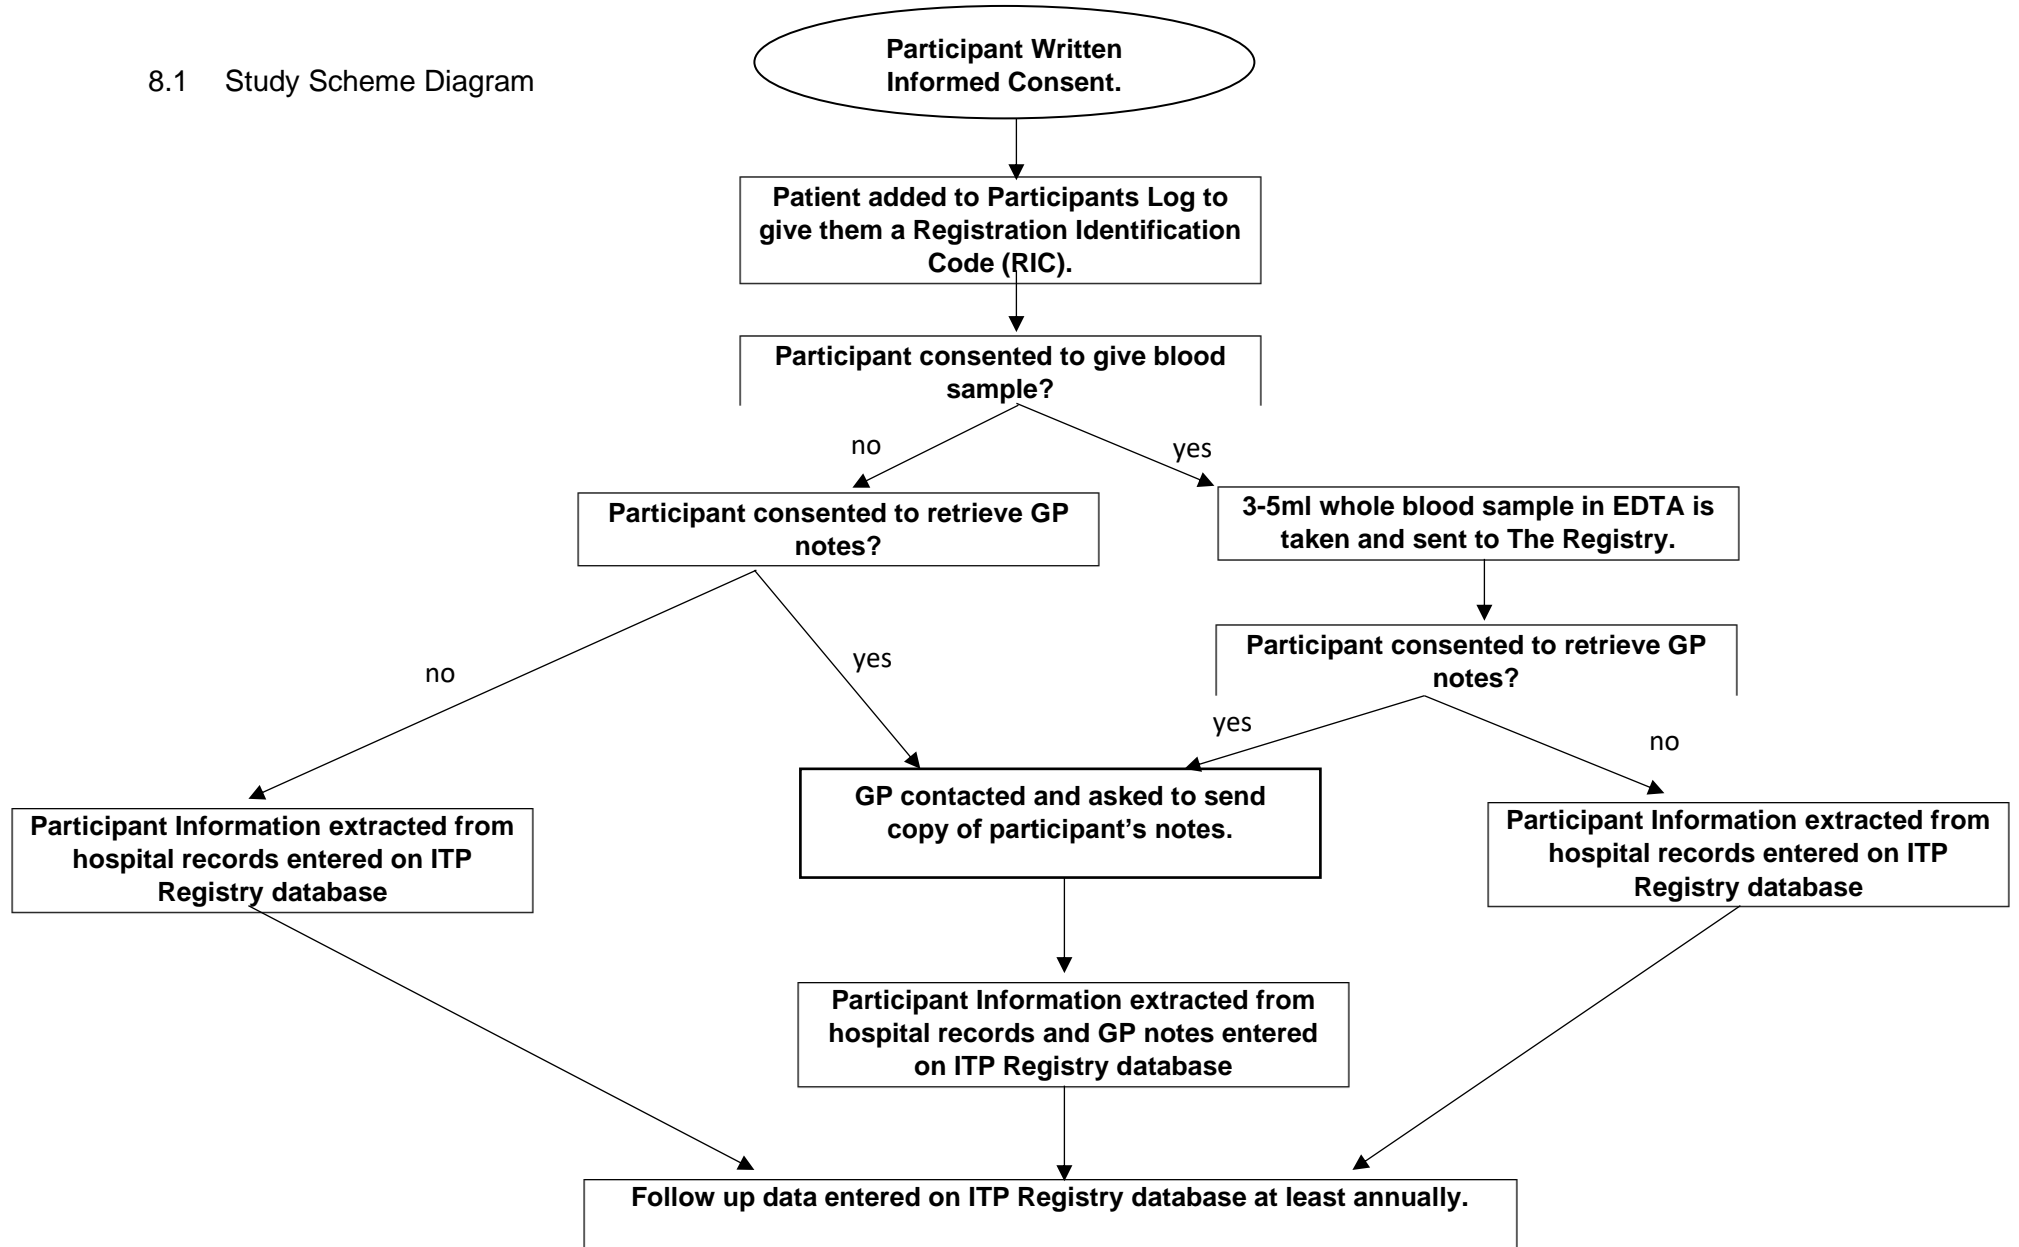 8.1 Study Scheme Diagram
Participant Written
Informed Consent.
Patient added to Participants Log to
give them a Registration Identification
Code (RIC).
Participant consented to give blood
sample?
no
yes
Participant consented to retrieve GP
notes?
3-5ml whole blood sample in EDTA is
taken and sent to The Registry.
Participant consented to retrieve GP
notes?
no
yes
yes
no
GP contacted and asked to send
copy of participant’s notes.
Participant Information extracted from
hospital records entered on ITP
Registry database
Participant Information extracted from
hospital records entered on ITP
Registry database
Participant Information extracted from
hospital records and GP notes entered
on ITP Registry database
Follow up data entered on ITP Registry database at least annually.